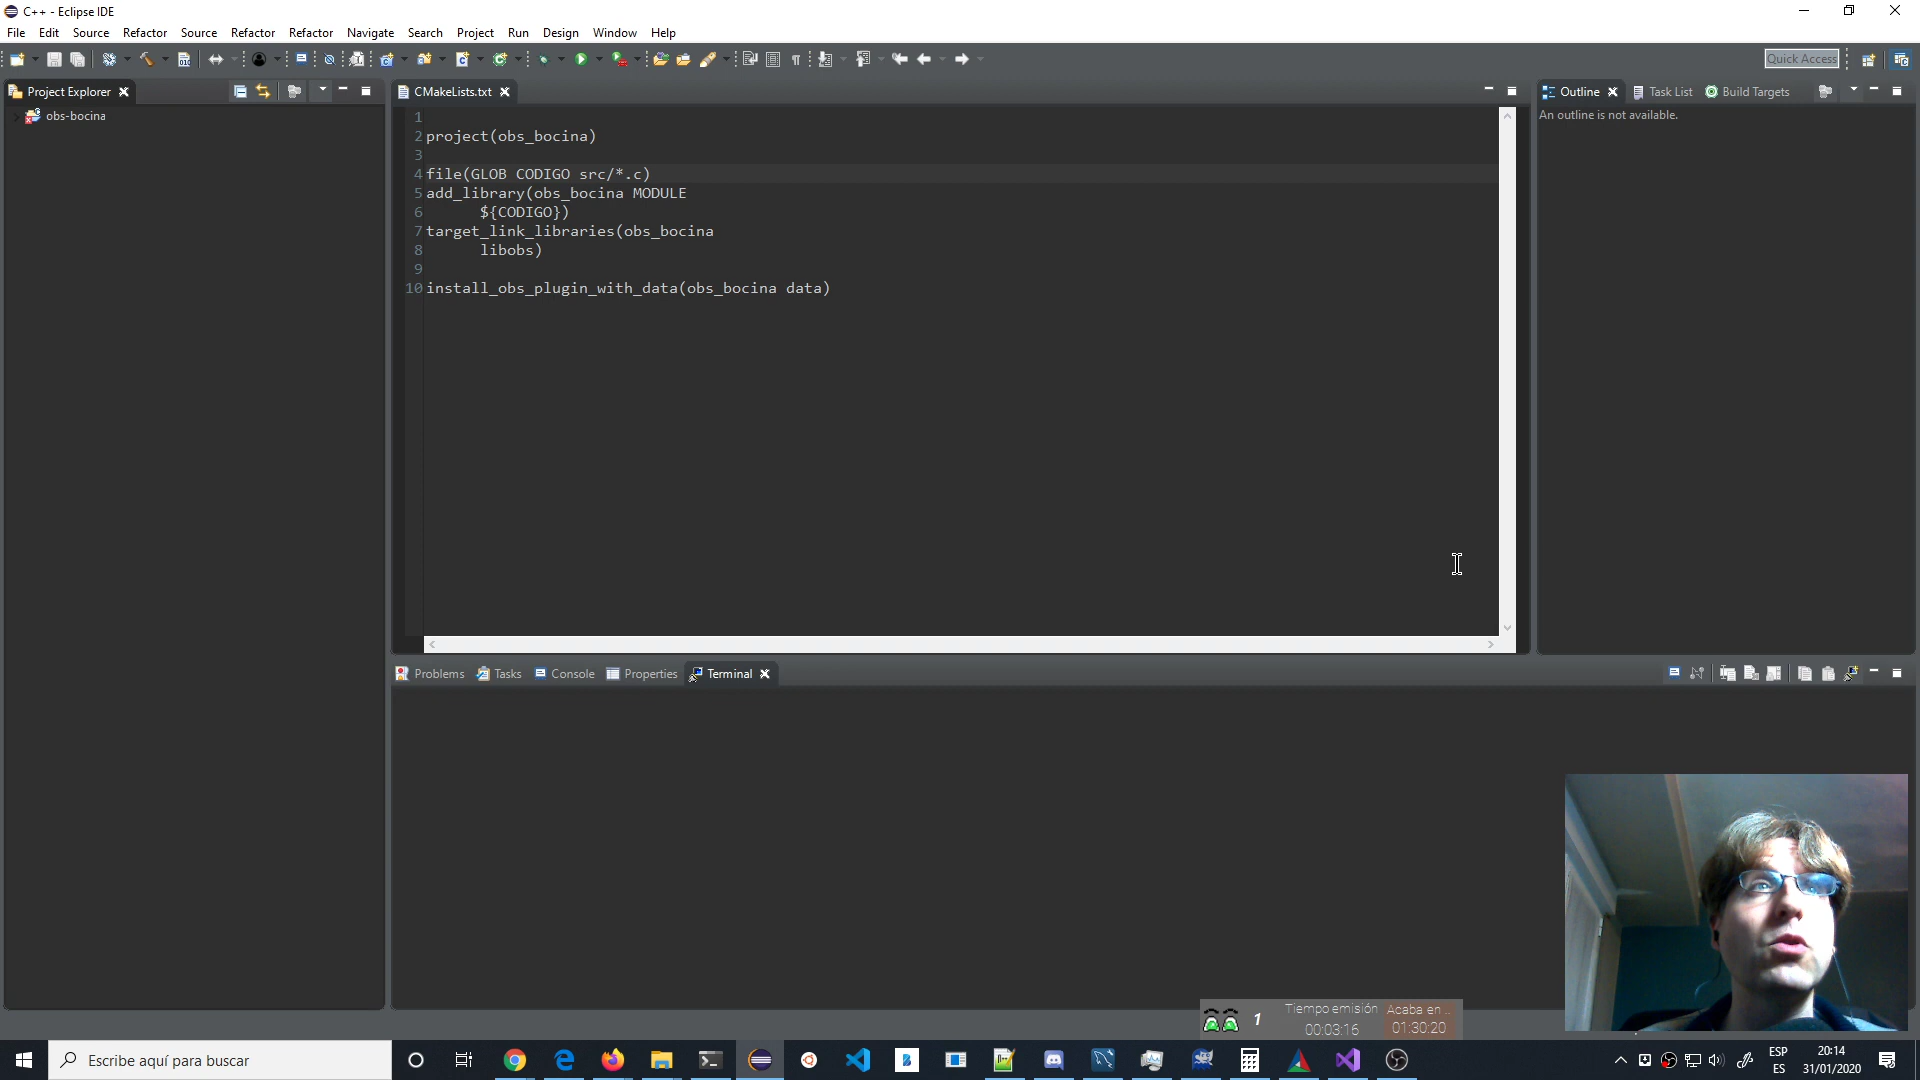 C++ - Eclipse IDE
File Edit Source Refactor Source Refactor Refactor Navigate Search Project Run Design Window Help
Quick Access
Project Explorer
obs-bocina
CMakeLists.txt
1
2 project(obs_bocina)
3
4 file(GLOB CODIGO src/*.c)
5 add_library(obs_bocina MODULE
6 ${CODIGO})
7 target_link_libraries(obs_bocina
8 libobs)
9
10 install_obs_plugin_with_data(obs_bocina data)
Outline Task List Build Targets
An outline is not available.
Problems Tasks Console Properties Terminal
1 Tiempo emisión Acaba en ..
00:03:16 01:30:20
Escribe aquí para buscar
ESP 20:14
ES 31/01/2020